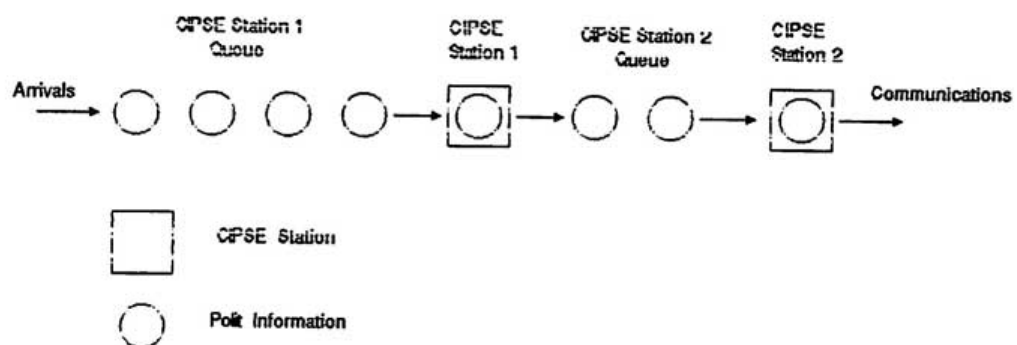 CIPSE Station 1
Queue
CIPSE
Station 1
CIPSE Station 2
Queue
CIPSE
Station 2
Arrivals
Communications
CIPSE Station
Information